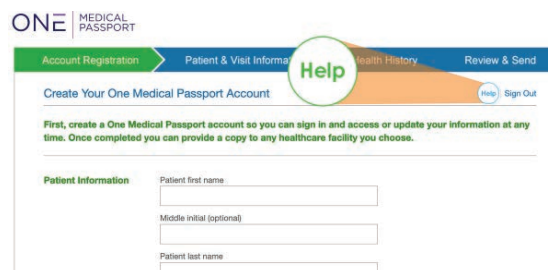 ONE MEDICAL
PASSPORT
Account Registration
Patient & Visit Informa
Help
ealth History
Review & Send
Create Your One Medical Passport Account
Help
Sign Out
First, create a One Medical Passport account so you can sign in and access or update your information at any
time. Once completed you can provide a copy to any healthcare facility you choose.
Patient Information
Patient first name
Middle initial (optional)
Patient last name